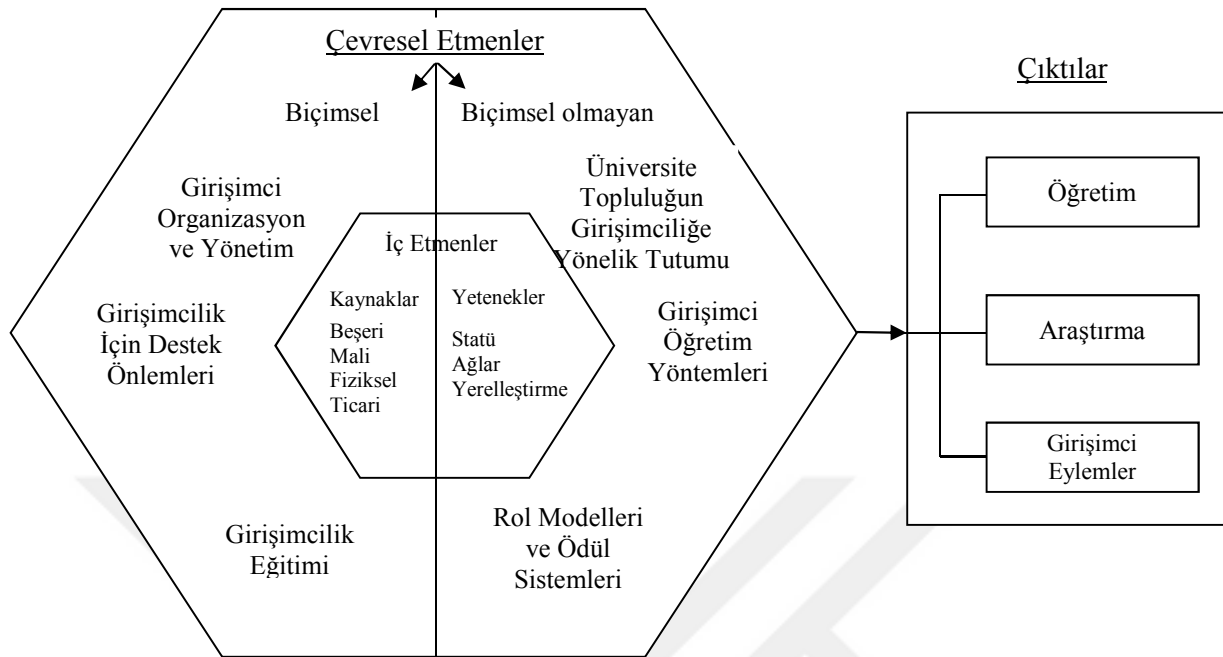 Çevresel Etmenler
Biçimsel
Biçimsel olmayan
Girişimci
Organizasyon
ve Yönetim
Girişimcilik
İçin Destek
Önlemleri
Girişimcilik
Eğitimi
Üniversite
Topluluğun
Girişimciliğe
Yönelik Tutumu
Girişimci
Öğretim
Yöntemleri
Rol Modelleri
ve Ödül
Sistemleri
İç Etmenler
Kaynaklar
Beşeri
Mali
Fiziksel
Ticari
Yetenekler
Statü
Ağlar
Yerelleştirme
Çıktılar
Öğretim
Araştırma
Girişimci
Eylemler